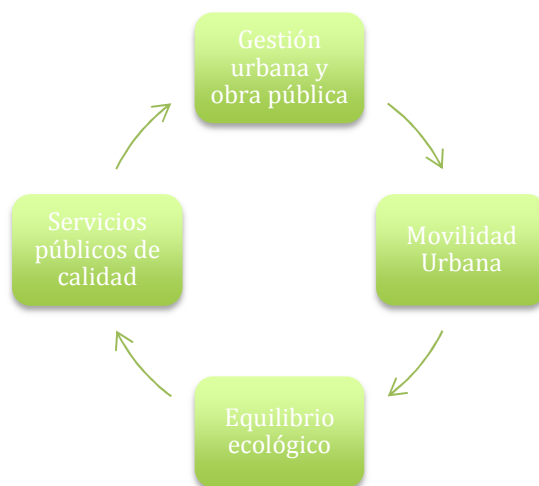 Gestión
urbana y
obra pública
Movilidad
Urbana
Equilibrio
ecológico
Servicios
públicos de
calidad